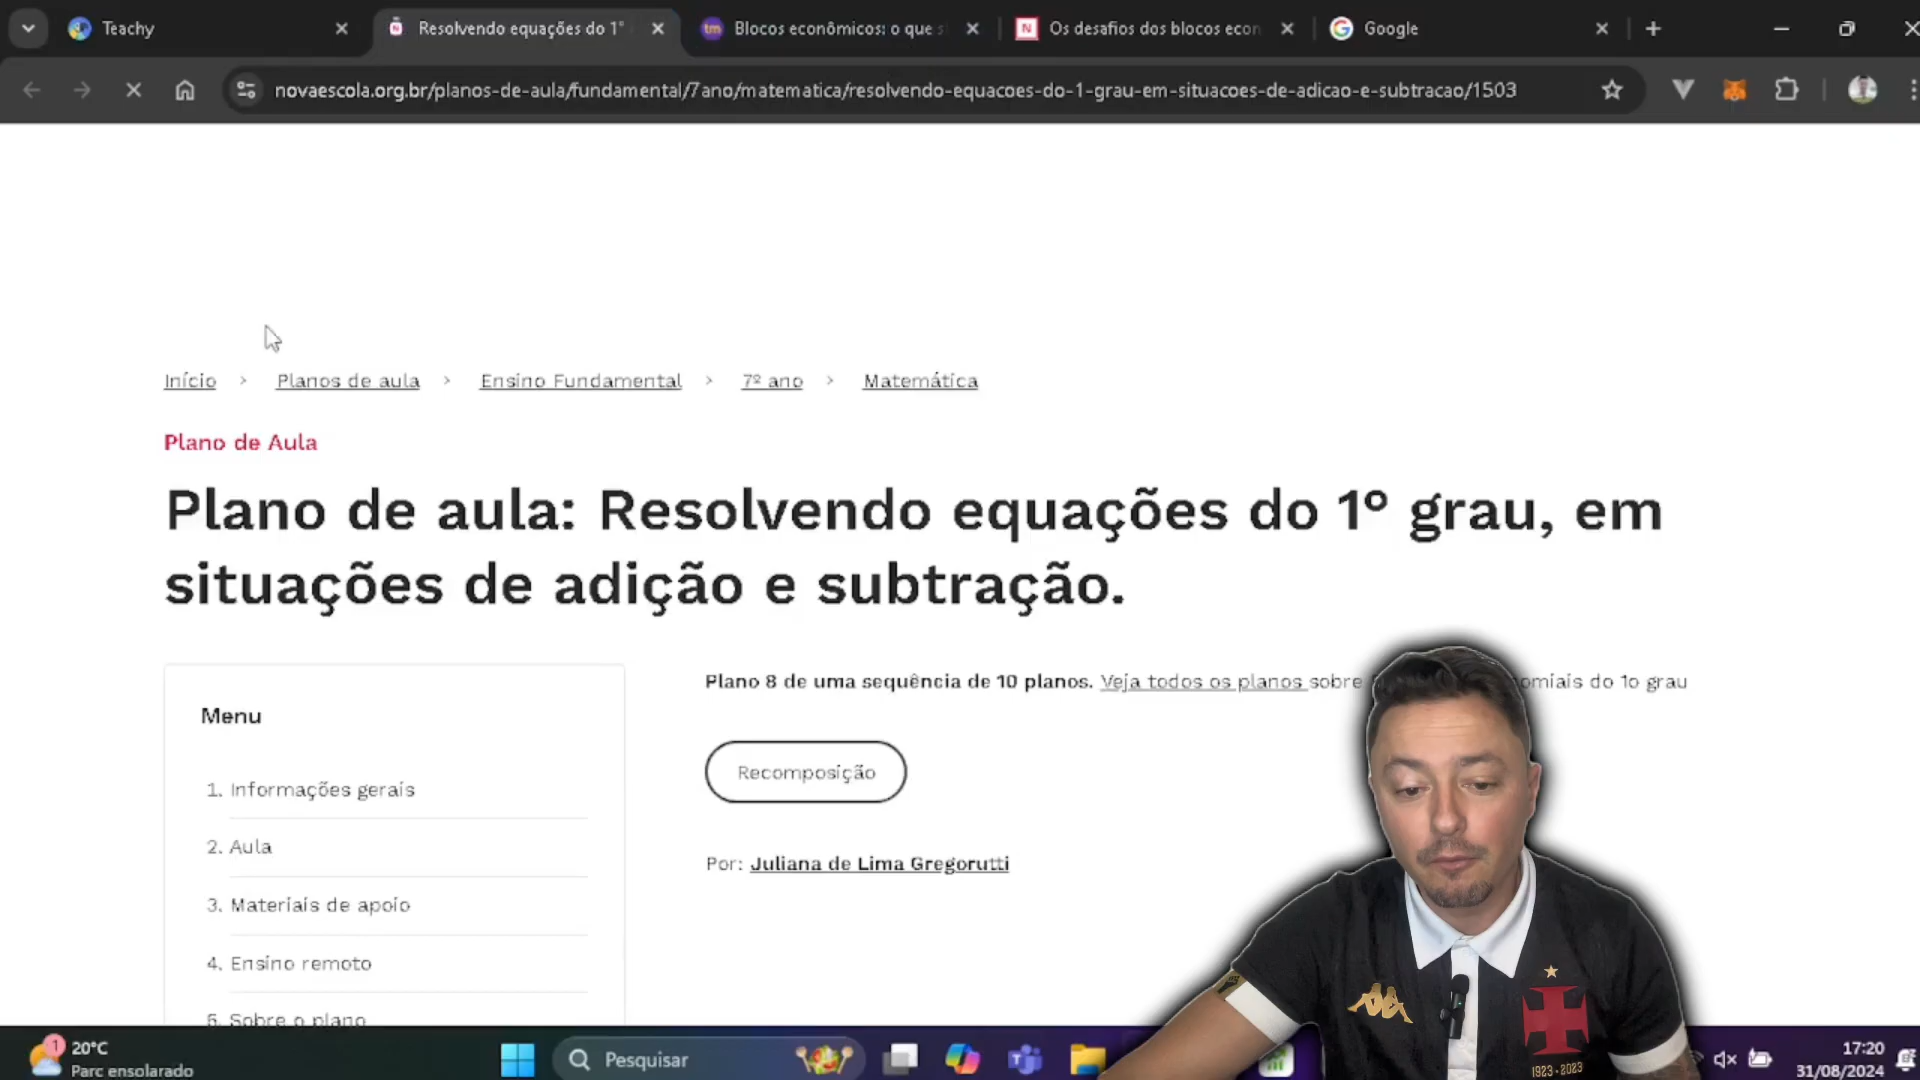 Teachy
Resolvendo equações do 1°
Blocos econômicos: o que s
Os desafios dos blocos econ
Google
novaescola.org.br/planos-de-aula/fundamental/7ano/matematica/resolvendo-equacoes-do-1-grau-em-situacoes-de-adicao-e-subtracao/1503
Início > Planos de aula > Ensino Fundamental > 7º ano > Matemática
Plano de Aula
Plano de aula: Resolvendo equações do 1º grau, em
situações de adição e subtração.
Plano 8 de uma sequência de 10 planos. Veja todos os planos sobre omiais do 1o grau
Menu
Recomposição
1. Informações gerais
2. Aula
Por: Juliana de Lima Gregorutti
3. Materiais de apoio
4. Ensino remoto
5. Sobre o plano
1923-2023
1
20°C
Parc ensolarado
Pesquisar
17:20
31/08/2024